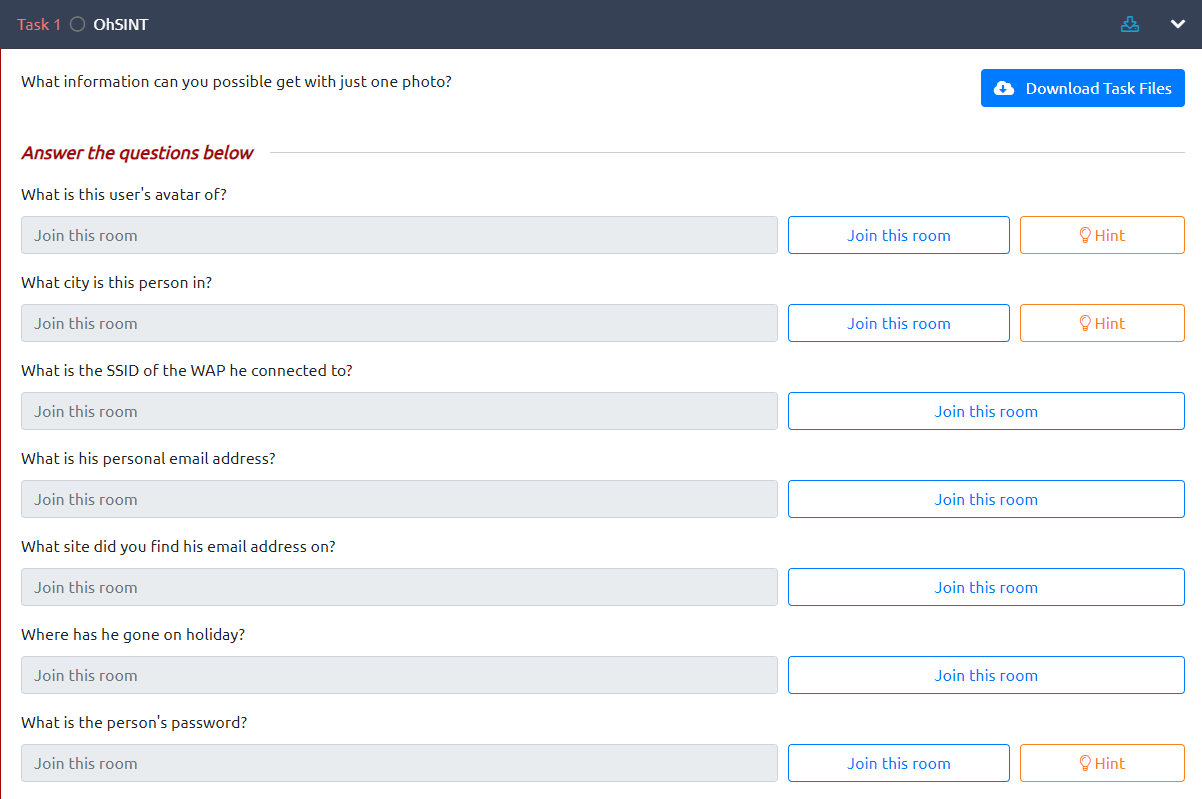 Task 1 OhSINT
What information can you possible get with just one photo?
Download Task Files
Answer the questions below
What is this user's avatar of?
Join this room Join this room Hint
What city is this person in?
Join this room Join this room Hint
What is the SSID of the WAP he connected to?
Join this room Join this room
What is his personal email address?
Join this room Join this room
What site did you find his email address on?
Join this room Join this room
Where has he gone on holiday?
Join this room Join this room
What is the person's password?
Join this room Join this room Hint